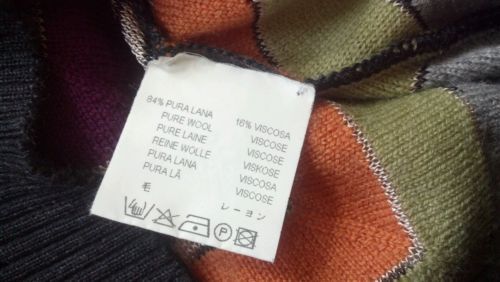 84% PURA LANA 16% VISCOSA
PURE WOOL VISCOSE
PURE LAINE VISCOSE
REINE WOLLE VISKOSE
PURA LANA VISCOSA
PURA LÃ VISCOSE
毛 レーヨン
P